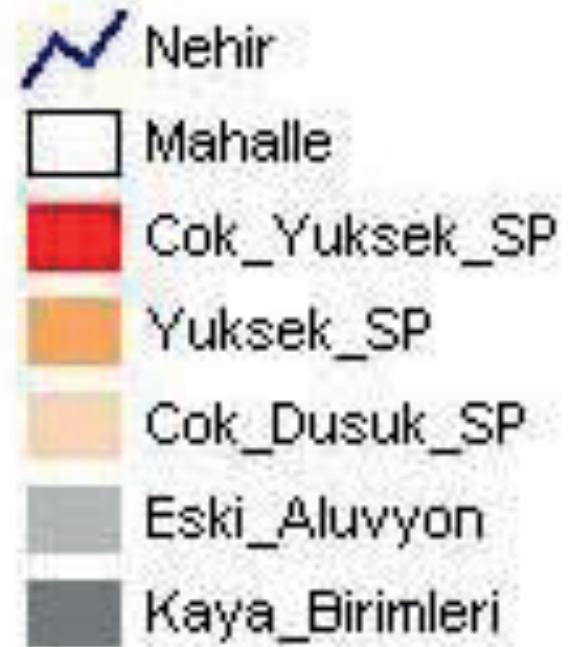 Nehir
Mahalle
Cok_Yuksek_SP
Yuksek_SP
Cok_Dusuk_SP
Eski_Aluvyon
Kaya_Birimleri